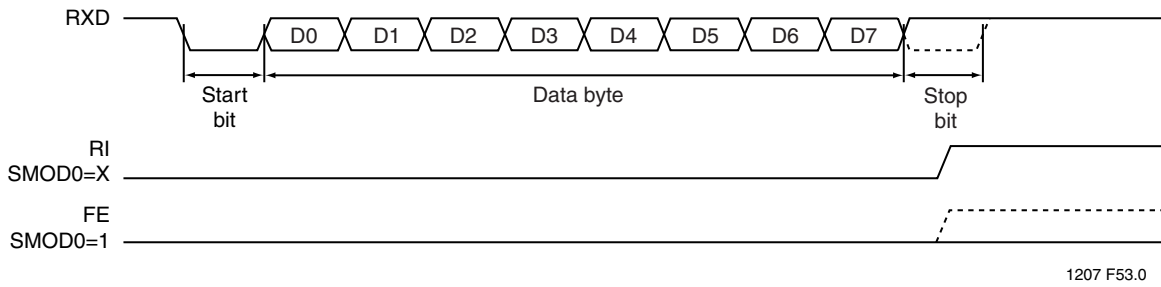 RXD
D0 D1 D2 D3 D4 D5 D6 D7
Start
bit
Data byte
Stop
bit
RI
SMOD0=X
FE
SMOD0=1
1207 F53.0